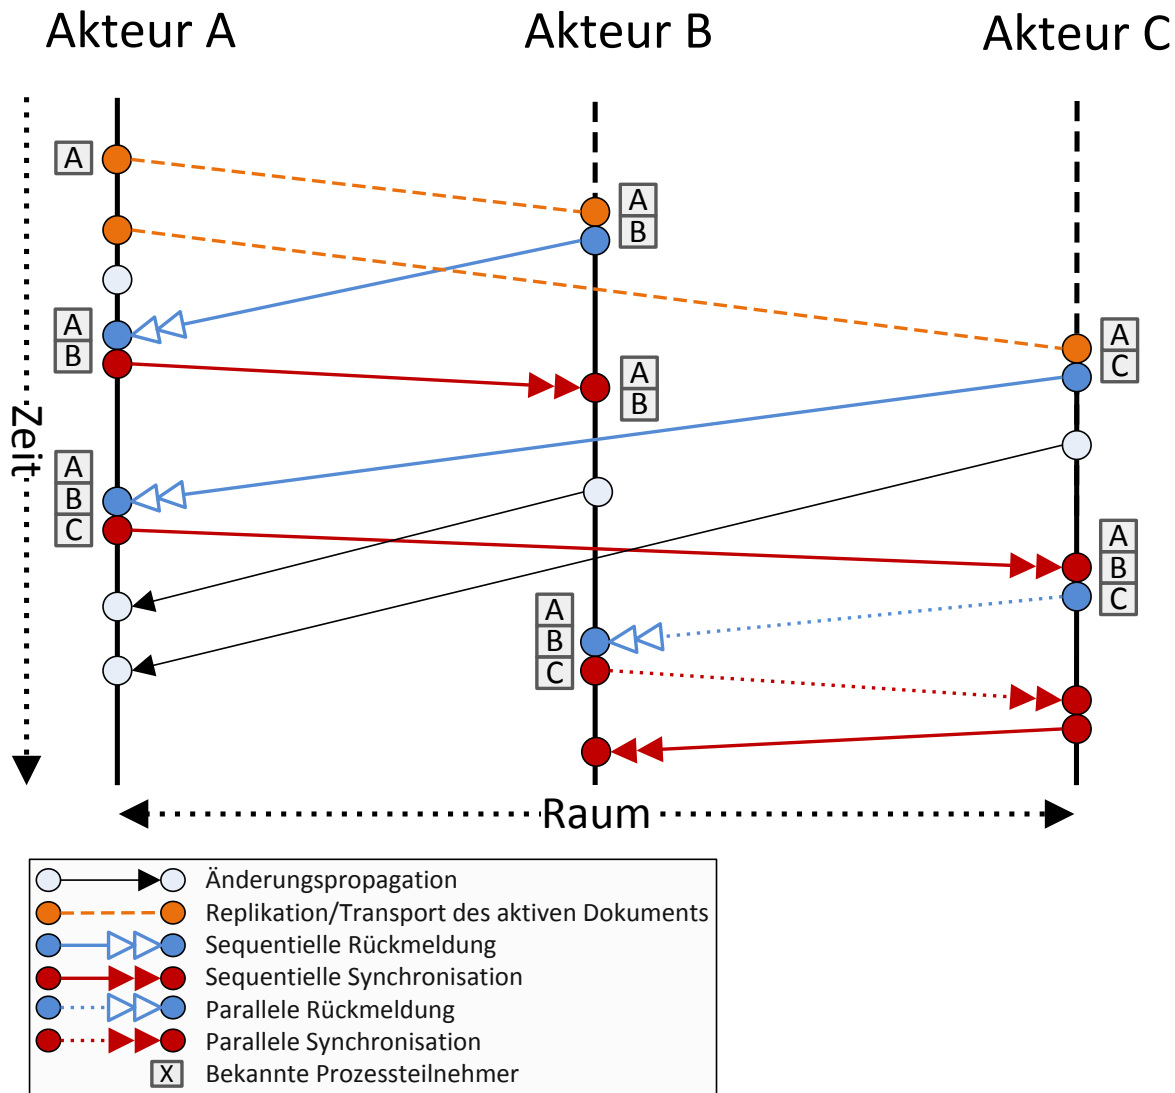 Akteur A
Akteur B
Akteur C
A
A
B
A
B
A
C
A
B
Zeit
A
B
C
A
B
C
A
B
C
Raum
Änderungspropagation
Replikation/Transport des aktiven Dokuments
Sequentielle Rückmeldung
Sequentielle Synchronisation
Parallele Rückmeldung
Parallele Synchronisation
X Bekannte Prozessteilnehmer